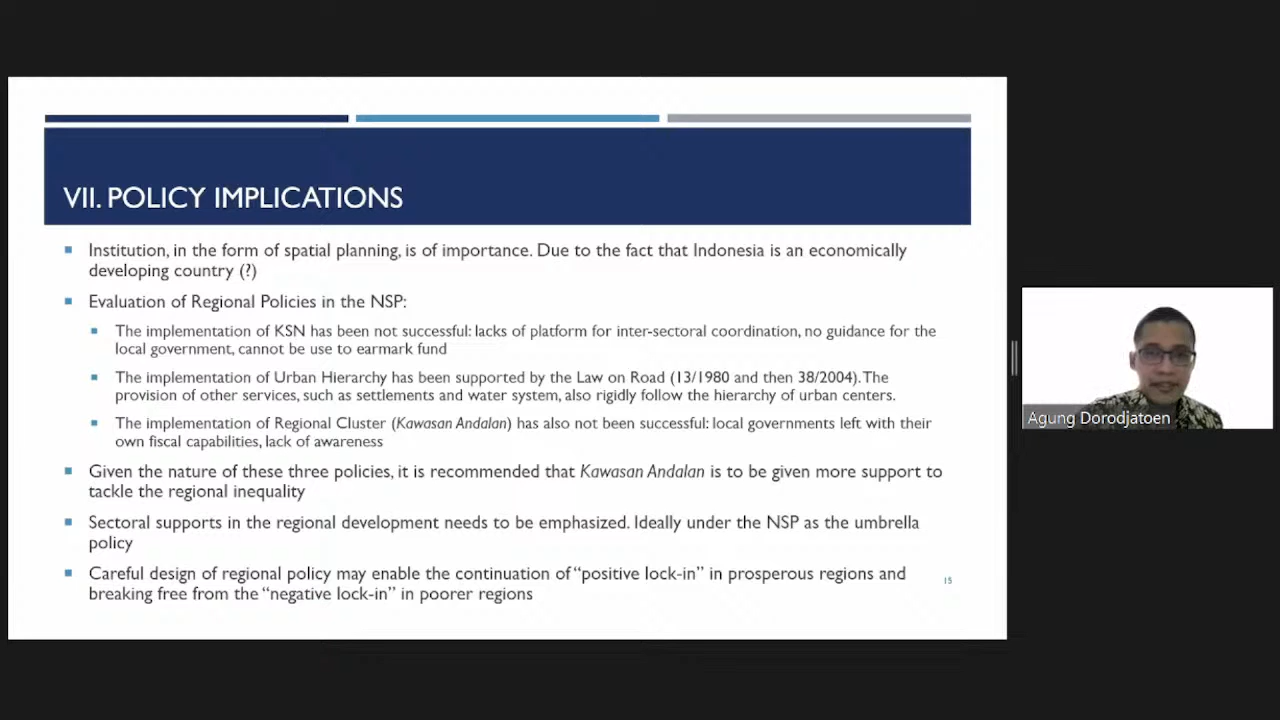 VII. POLICY IMPLICATIONS
Institution, in the form of spatial planning, is of importance. Due to the fact that Indonesia is an economically
developing country (?)
Evaluation of Regional Policies in the NSP:
The implementation of KSN has been not successful: lacks of platform for inter-sectoral coordination, no guidance for the
local government, cannot be use to earmark fund
The implementation of Urban Hierarchy has been supported by the Law on Road (13/1980 and then 38/2004). The
provision of other services, such as settlements and water system, also rigidly follow the hierarchy of urban centers.
The implementation of Regional Cluster (Kawasan Andalan) has also not been successful: local governments left with their
own fiscal capabilities, lack of awareness
Given the nature of these three policies, it is recommended that Kawasan Andalan is to be given more support to
tackle the regional inequality
Sectoral supports in the regional development needs to be emphasized. Ideally under the NSP as the umbrella
policy
Careful design of regional policy may enable the continuation of “positive lock-in” in prosperous regions and
breaking free from the “negative lock-in” in poorer regions
15
Agung Dorodjatoen